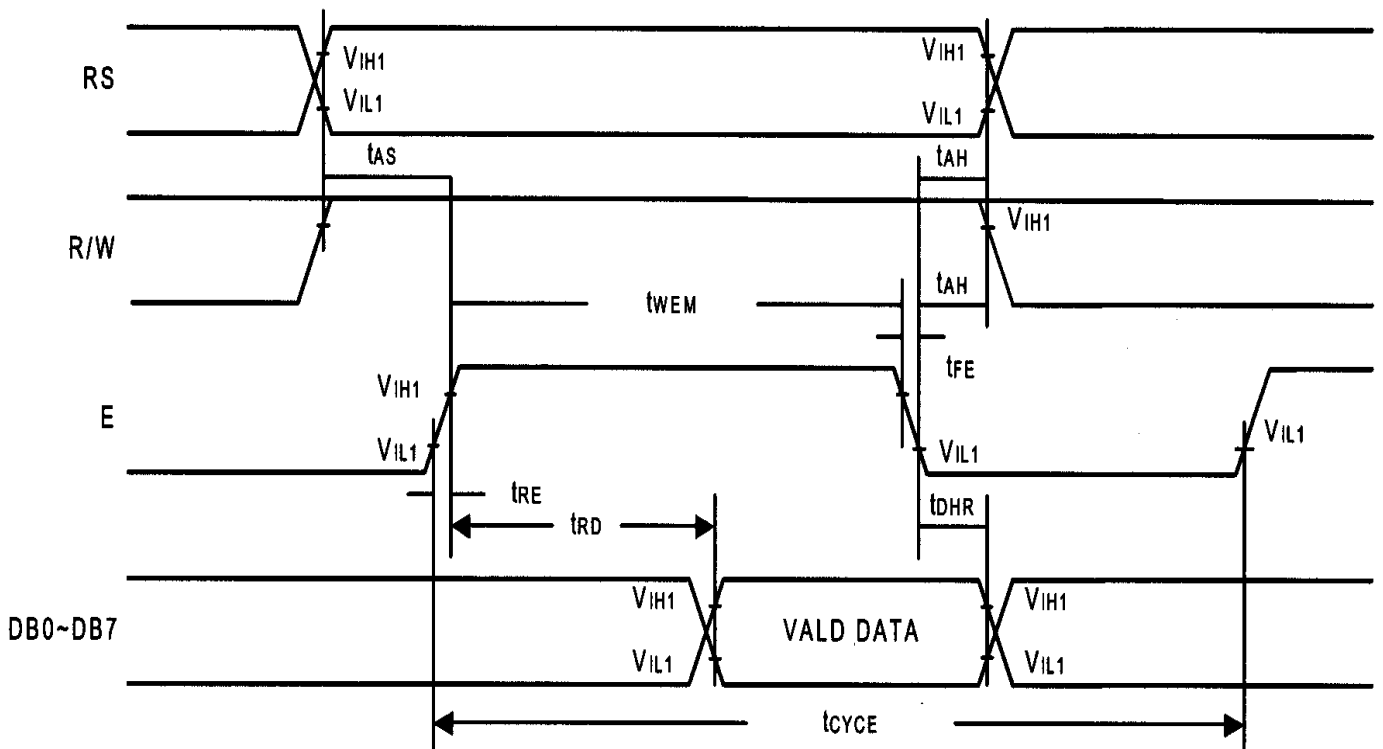 RS
VIH1
VIL1
VIH1
VIL1
tAS
tAH
R/W
VIH1
tWEM
tAH
tFE
E
VIH1
VIL1
VIL1
VIL1
tRE
tRD
tDHR
DB0~DB7
VIH1
VIL1
VALD DATA
VIH1
VIL1
tCYCE